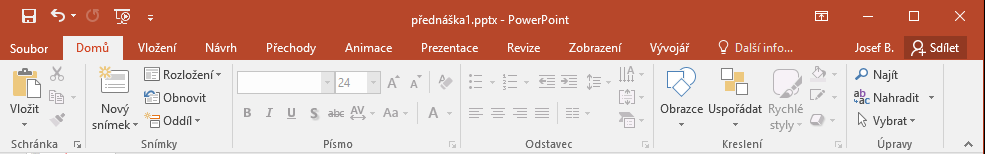 přednáška1.pptx - PowerPoint
Soubor Domů Vložení Návrh Přechody Animace Prezentace Revize Zobrazení Vývojář Další info... Josef B. Sdílet
Vložit
Schránka
Nový snímek
Rozložení
Obnovit
Oddíl
Snímky
24
A A A
B I U S abc AV Aa A
Písmo
Odstavec
Obrazce
Uspořádat
Rychlé styly
Kreslení
Najít
Nahradit
Vybrat
Úpravy